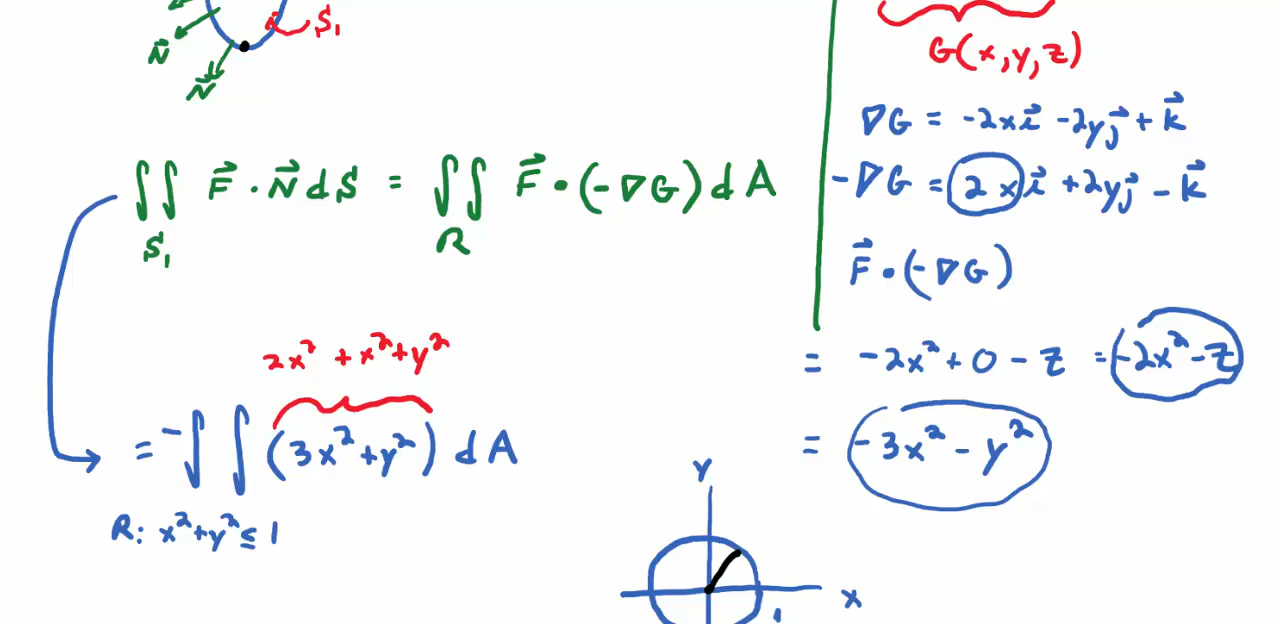 S₁
N⃗
N⃗
∬ F⃗ · N⃗ dS = ∬ F⃗ · (-∇G) dA
S₁ R
2x² + x² + y²
= -∫∫ (3x² + y²) dA
R: x² + y² ≤ 1
G(x, y, z)
∇G = -2x i⃗ - 2y j⃗ + k⃗
-∇G = 2x i⃗ + 2y j⃗ - k⃗
F⃗ · (-∇G)
= -2x² + 0 - z = -2x² - z
= -3x² - y²
Y
x
1